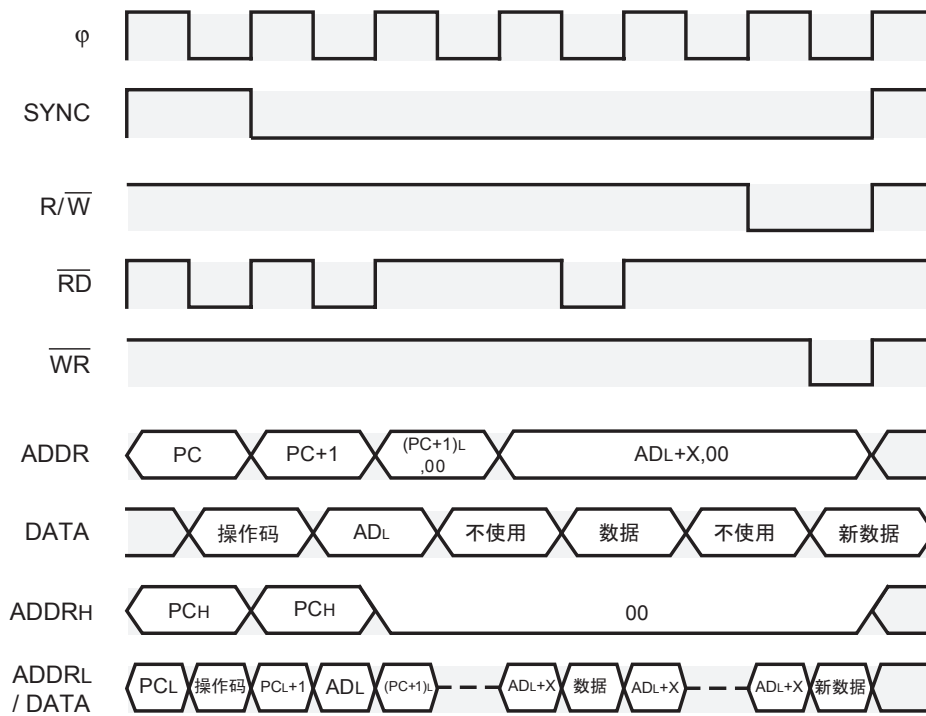 φ
SYNC
R/W̅
R̅D̅
W̅R̅
ADDR PC PC+1 (PC+1)L ,00 ADL+X,00
DATA 操作码 ADL 不使用 数据 不使用 新数据
ADDRH PCH PCH 00
ADDRL / DATA PCL 操作码 PCL+1 ADL (PC+1)L ADL+X 数据 ADL+X ADL+X 新数据